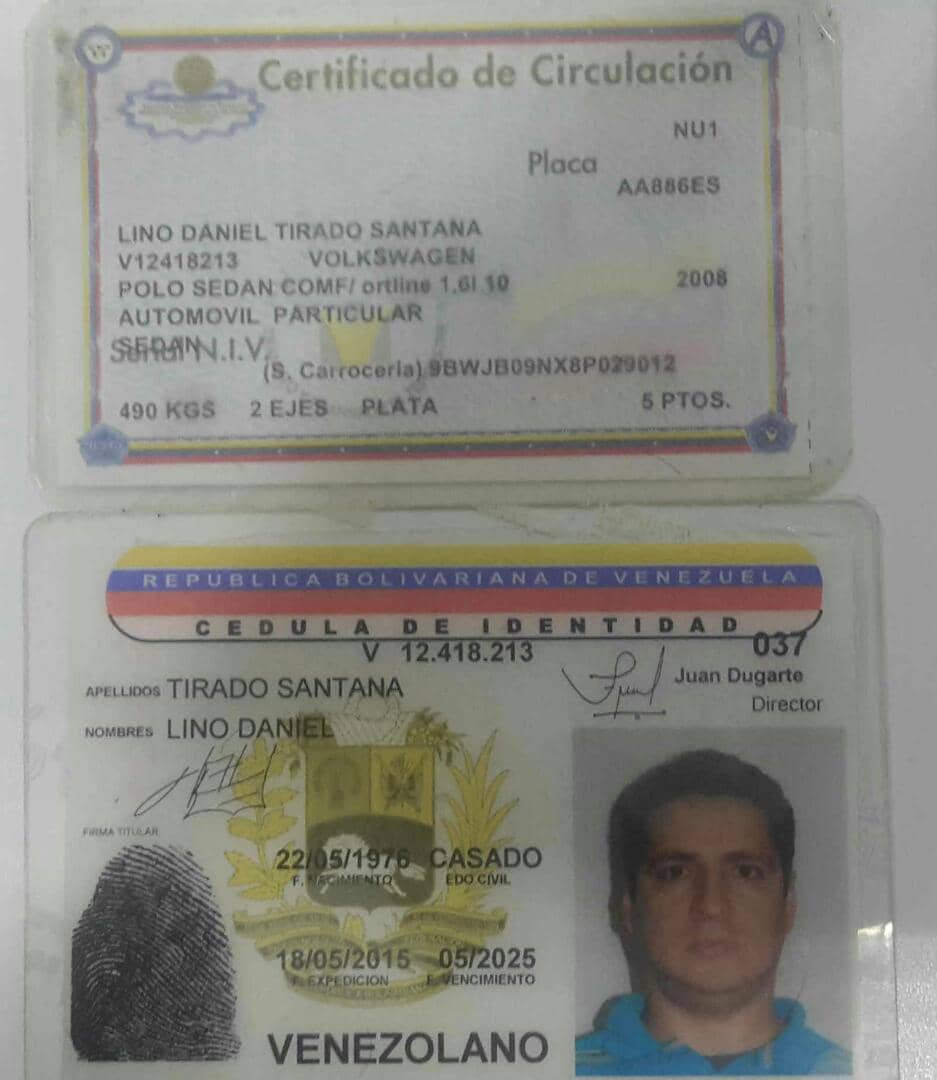 Certificado de Circulación
NU1
Placa
AA886ES
LINO DANIEL TIRADO SANTANA
V12418213 VOLKSWAGEN
POLO SEDAN COMF/ ortline 1.6l 10 2008
AUTOMOVIL PARTICULAR
SEDAN
Serial N.I.V.
(S. Carroceria) 9BWJB09NX8P029012
490 KGS 2 EJES PLATA 5 PTOS.
REPUBLICA BOLIVARIANA DE VENEZUELA
CEDULA DE IDENTIDAD
V 12.418.213 037
APELLIDOS TIRADO SANTANA
Juan Dugarte
Director
NOMBRES LINO DANIEL
FIRMA TITULAR
22/05/1976 CASADO
F. NACIMIENTO EDO CIVIL
18/05/2015 05/2025
F. EXPEDICION F. VENCIMIENTO
VENEZOLANO